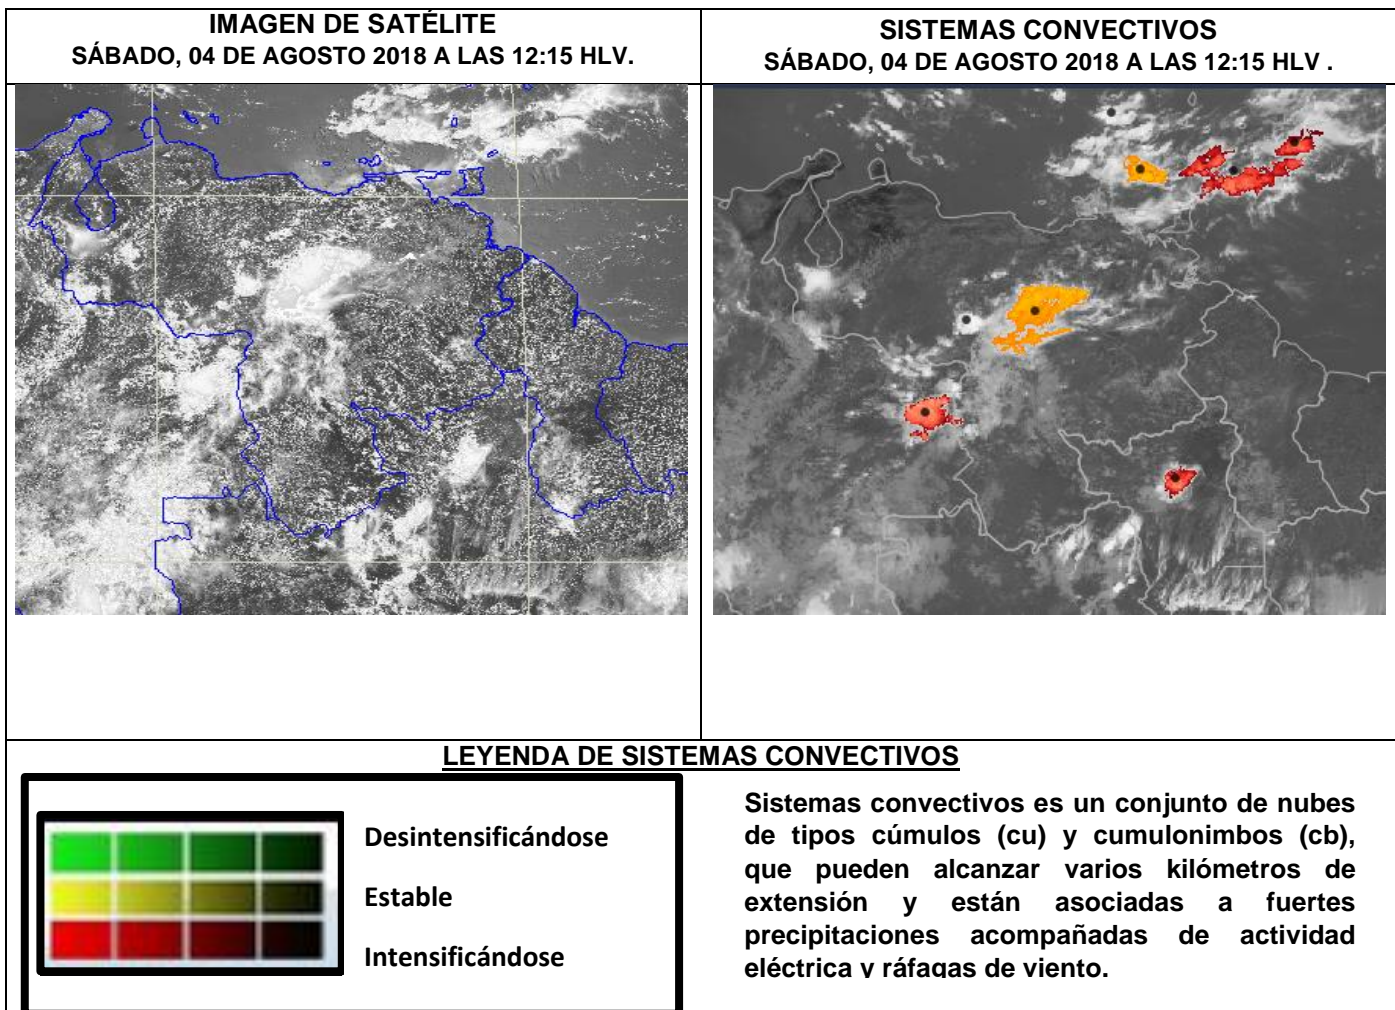 IMAGEN DE SATÉLITE
SÁBADO, 04 DE AGOSTO 2018 A LAS 12:15 HLV.
SISTEMAS CONVECTIVOS
SÁBADO, 04 DE AGOSTO 2018 A LAS 12:15 HLV .
LEYENDA DE SISTEMAS CONVECTIVOS
Desintensificándose
Estable
Intensificándose
Sistemas convectivos es un conjunto de nubes
de tipos cúmulos (cu) y cumulonimbos (cb),
que pueden alcanzar varios kilómetros de
extensión y están asociadas a fuertes
precipitaciones acompañadas de actividad
eléctrica y ráfagas de viento.